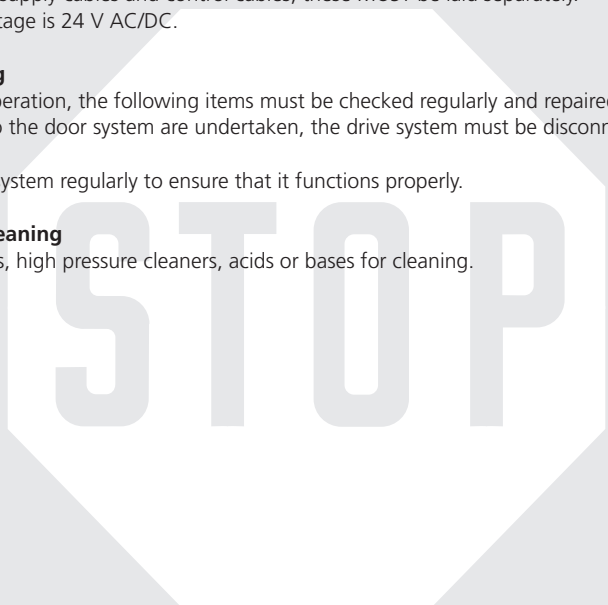 supply cables and control cables, these MUST be laid separately.
tage is 24 V AC/DC.
g
peration, the following items must be checked regularly and repaired
o the door system are undertaken, the drive system must be disconn
ystem regularly to ensure that it functions properly.
eaning
s, high pressure cleaners, acids or bases for cleaning.
STOP